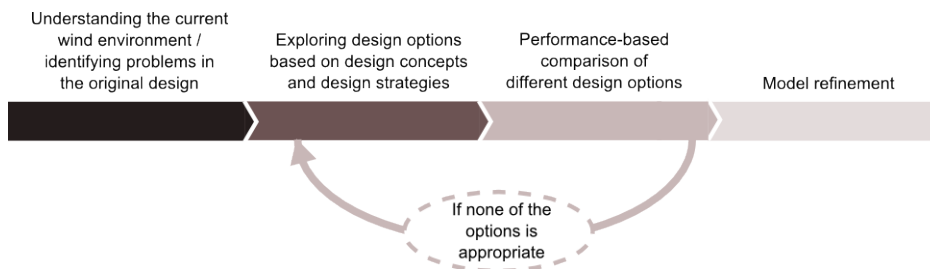 Understanding the current
wind environment /
identifying problems in
the original design
Exploring design options
based on design concepts
and design strategies
Performance-based
comparison of
different design options
Model refinement
If none of the
options is
appropriate